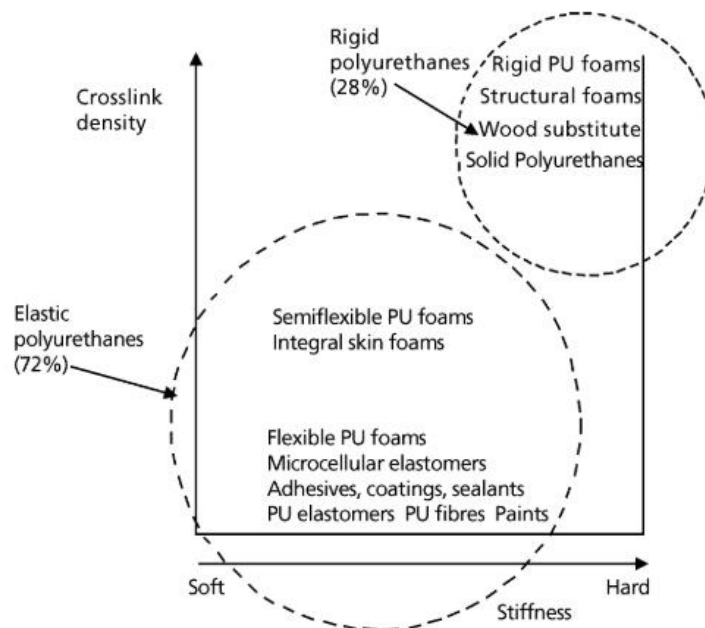 Rigid
polyurethanes
(28%)
Rigid PU foams
Structural foams
Wood substitute
Solid Polyurethanes
Crosslink
density
Elastic
polyurethanes
(72%)
Semiflexible PU foams
Integral skin foams
Flexible PU foams
Microcellular elastomers
Adhesives, coatings, sealants
PU elastomers PU fibres Paints
Soft
Hard
Stiffness